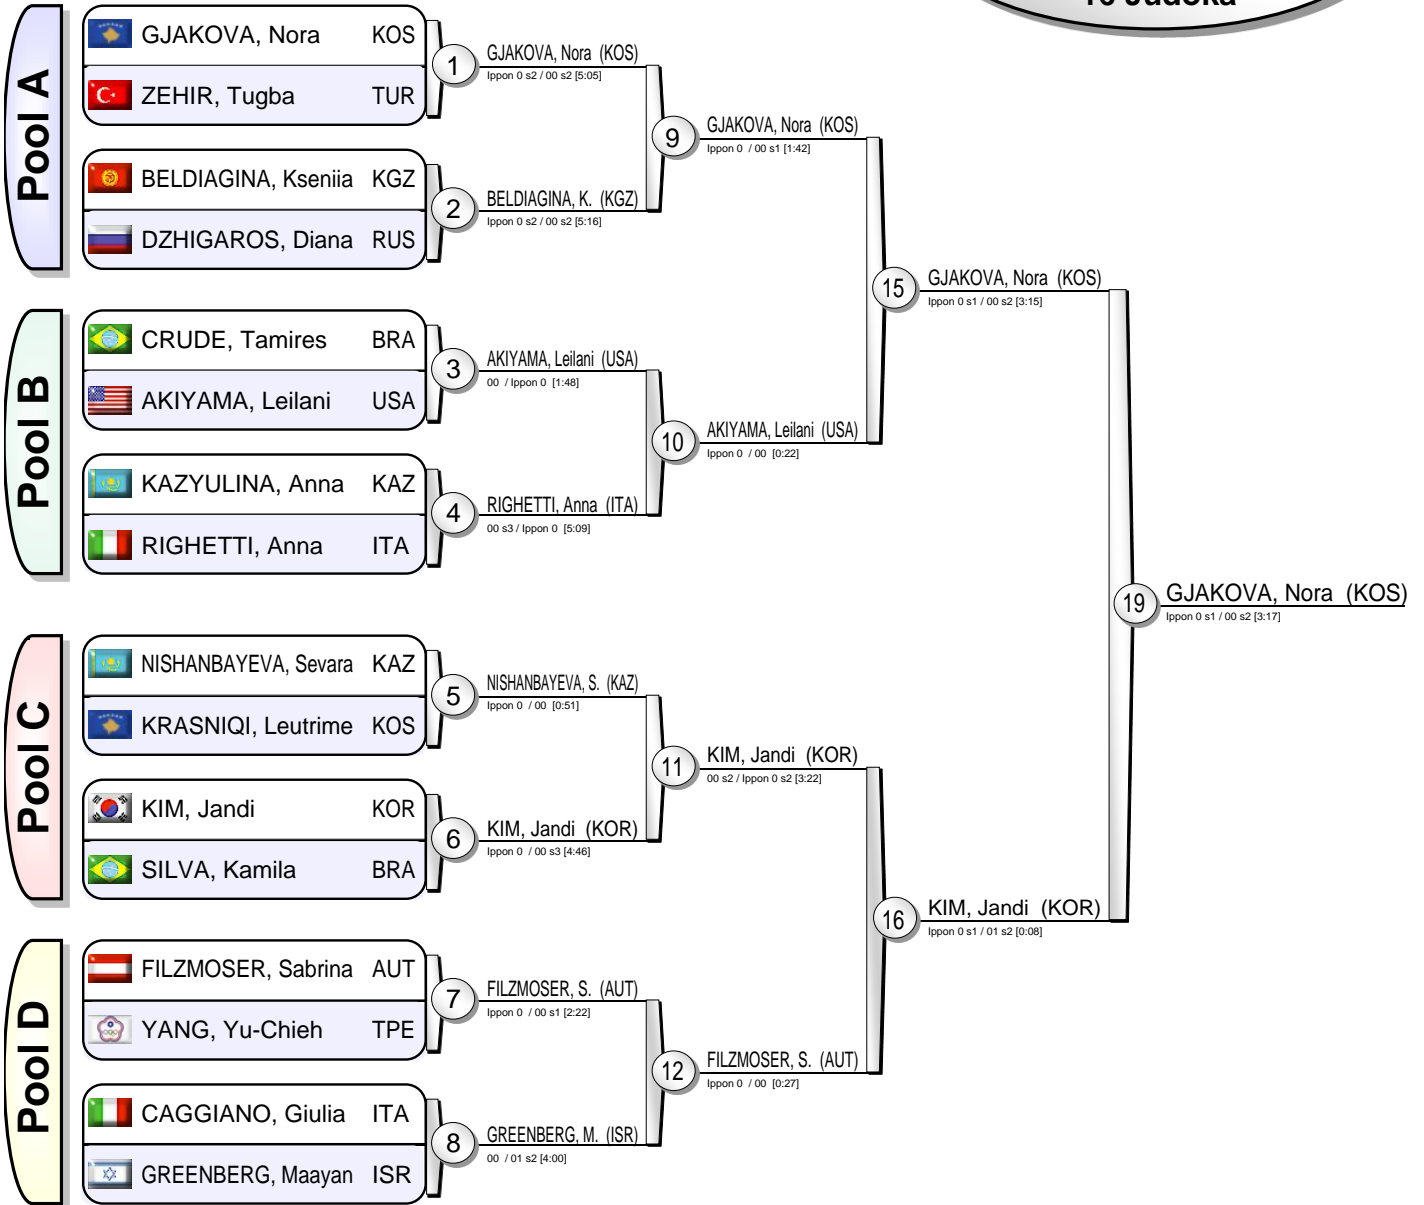 16 Judoka
Pool A
GJAKOVA, Nora KOS
ZEHIR, Tugba TUR
1
GJAKOVA, Nora (KOS)
Ippon 0 s2 / 00 s2 [5:05]
BELDIAGINA, Kseniia KGZ
DZHIGAROS, Diana RUS
2
BELDIAGINA, K. (KGZ)
Ippon 0 s2 / 00 s2 [5:16]
9
GJAKOVA, Nora (KOS)
Ippon 0 / 00 s1 [1:42]
Pool B
CRUDE, Tamires BRA
AKIYAMA, Leilani USA
3
AKIYAMA, Leilani (USA)
00 / Ippon 0 [1:48]
KAZYULINA, Anna KAZ
RIGHETTI, Anna ITA
4
RIGHETTI, Anna (ITA)
00 s3 / Ippon 0 [5:09]
10
AKIYAMA, Leilani (USA)
Ippon 0 / 00 [0:22]
15
GJAKOVA, Nora (KOS)
Ippon 0 s1 / 00 s2 [3:15]
Pool C
NISHANBAYEVA, Sevara KAZ
KRASNIQI, Leutrime KOS
5
NISHANBAYEVA, S. (KAZ)
Ippon 0 / 00 [0:51]
KIM, Jandi KOR
SILVA, Kamila BRA
6
KIM, Jandi (KOR)
Ippon 0 / 00 s3 [4:46]
11
KIM, Jandi (KOR)
00 s2 / Ippon 0 s2 [3:22]
Pool D
FILZMOSER, Sabrina AUT
YANG, Yu-Chieh TPE
7
FILZMOSER, S. (AUT)
Ippon 0 / 00 s1 [2:22]
CAGGIANO, Giulia ITA
GREENBERG, Maayan ISR
8
GREENBERG, M. (ISR)
00 / 01 s2 [4:00]
12
FILZMOSER, S. (AUT)
Ippon 0 / 00 [0:27]
16
KIM, Jandi (KOR)
Ippon 0 s1 / 01 s2 [0:08]
19
GJAKOVA, Nora (KOS)
Ippon 0 s1 / 00 s2 [3:17]